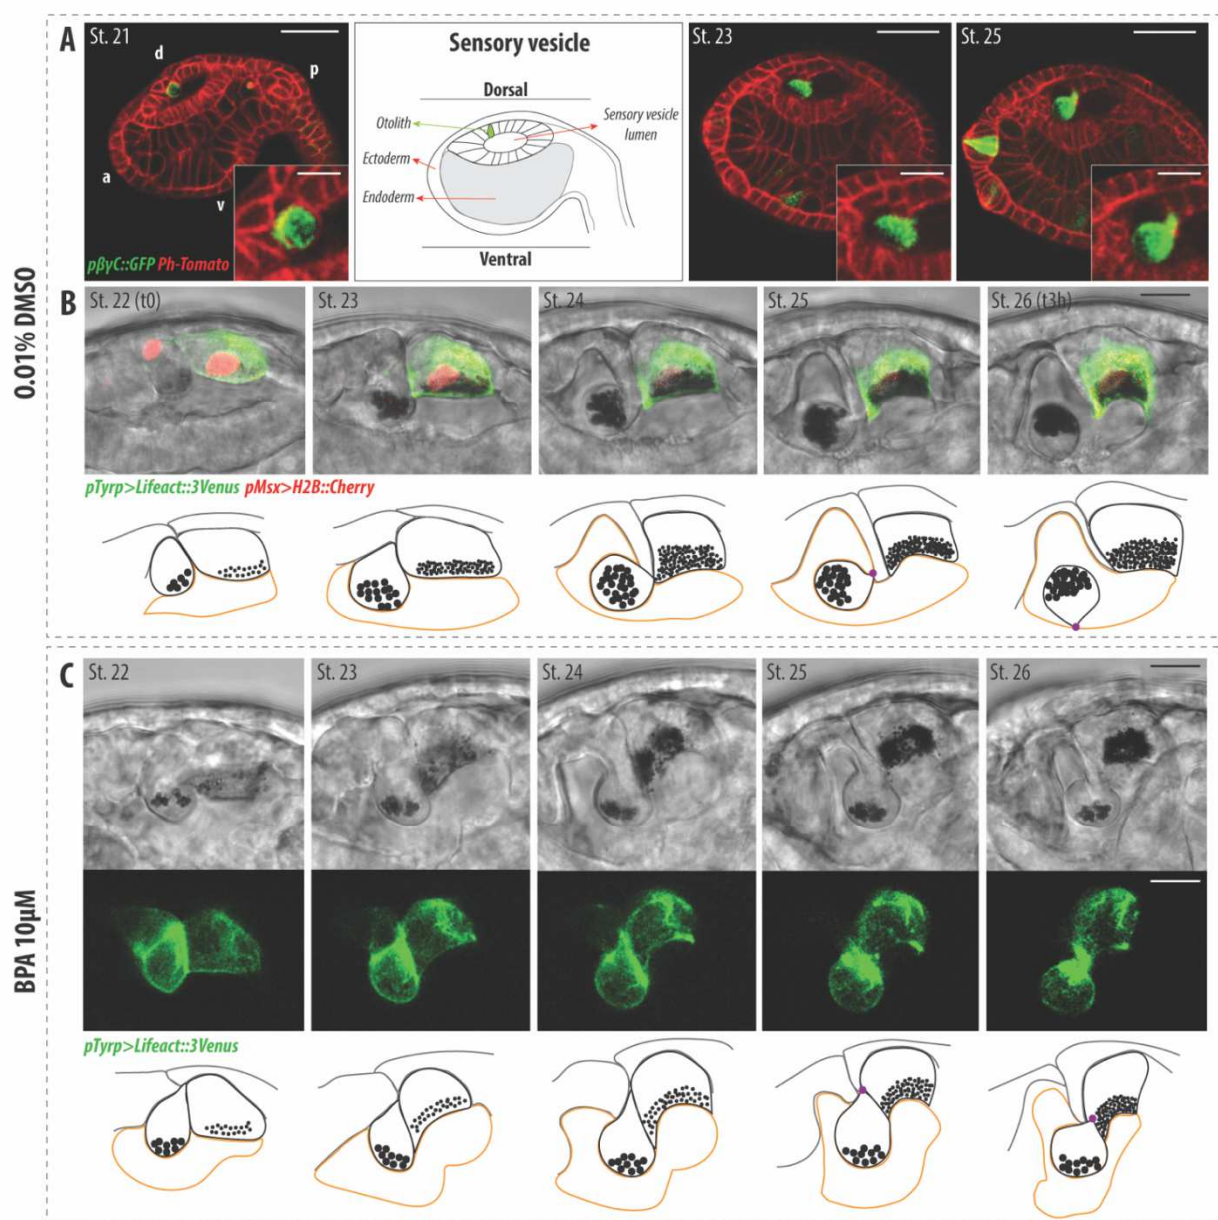 0.01% DMSO
A
St. 21
d
p
a
v
pβγC::GFP Ph-Tomato
Sensory vesicle
Dorsal
Otolith
Sensory vesicle
lumen
Ectoderm
Endoderm
Ventral
St. 23
St. 25
B
St. 22 (t0)
St. 23
St. 24
St. 25
St. 26 (t3h)
pTyrp>Lifeact::3Venus pMsx>H2B::Cherry
BPA 10μM
C
St. 22
St. 23
St. 24
St. 25
St. 26
pTyrp>Lifeact::3Venus